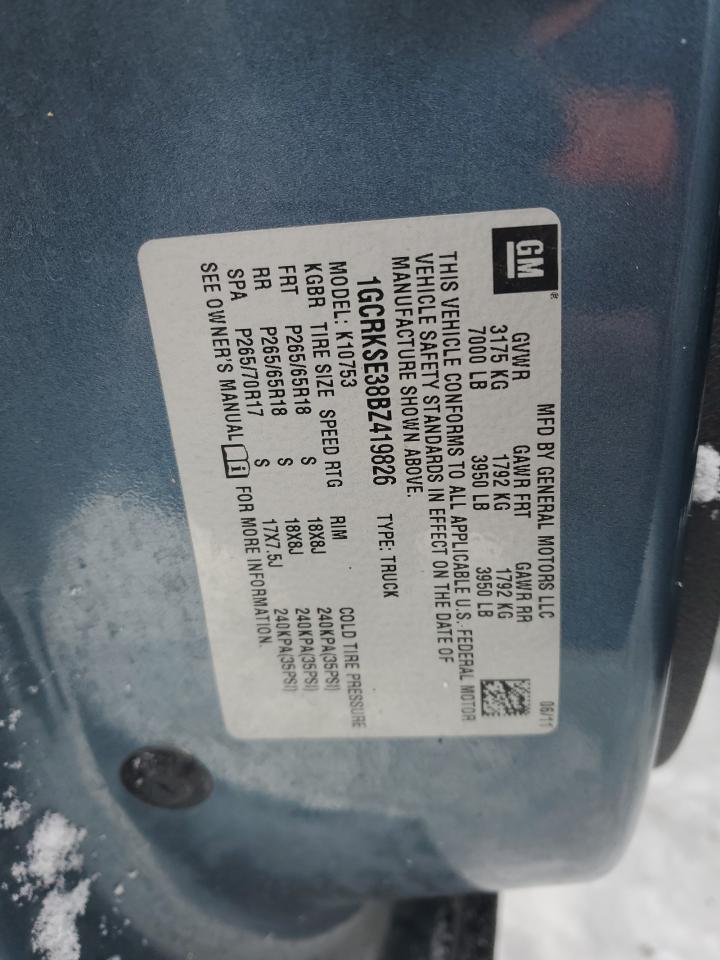 GM ®
MFD BY GENERAL MOTORS LLC 06/11
GVWR GAWR FRT GAWR RR
3175 KG 1792 KG 1792 KG
7000 LB 3950 LB 3950 LB
THIS VEHICLE CONFORMS TO ALL APPLICABLE U.S. FEDERAL MOTOR
VEHICLE SAFETY STANDARDS IN EFFECT ON THE DATE OF
MANUFACTURE SHOWN ABOVE.
1GCRKSE38BZ419826 TYPE: TRUCK
MODEL: K10753
KGBR TIRE SIZE SPEED RTG RIM COLD TIRE PRESSURE
FRT P265/65R18 S 18X8J 240KPA(35PSI)
RR P265/65R18 S 18X8J 240KPA(35PSI)
SPA P265/70R17 S 17X7.5J 240KPA(35PSI)
SEE OWNER'S MANUAL i FOR MORE INFORMATION.